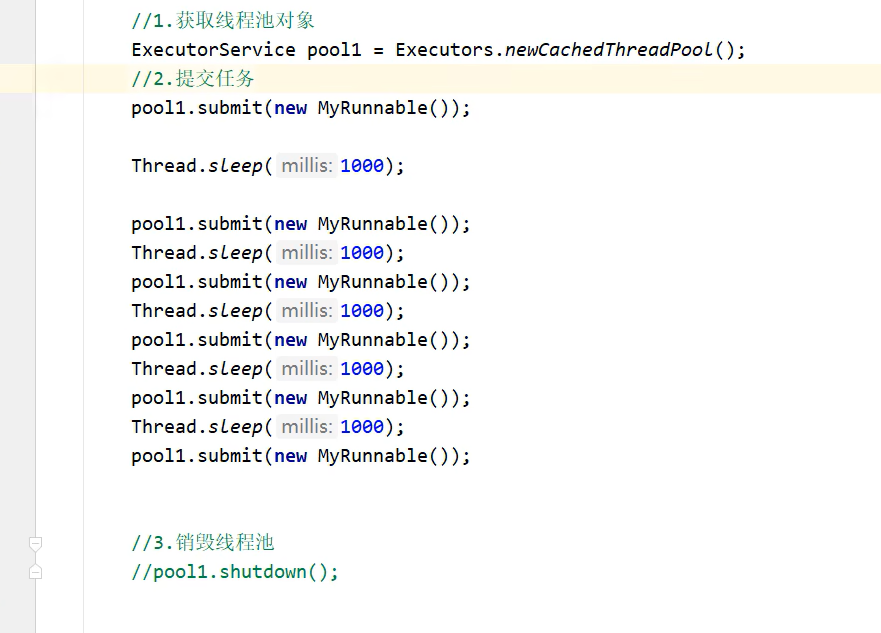 //1.获取线程池对象
ExecutorService pool1 = Executors.newCachedThreadPool();
//2.提交任务
pool1.submit(new MyRunnable());
Thread.sleep( millis: 1000);
pool1.submit(new MyRunnable());
Thread.sleep( millis: 1000);
pool1.submit(new MyRunnable());
Thread.sleep( millis: 1000);
pool1.submit(new MyRunnable());
Thread.sleep( millis: 1000);
pool1.submit(new MyRunnable());
Thread.sleep( millis: 1000);
pool1.submit(new MyRunnable());
//3.销毁线程池
//pool1.shutdown();